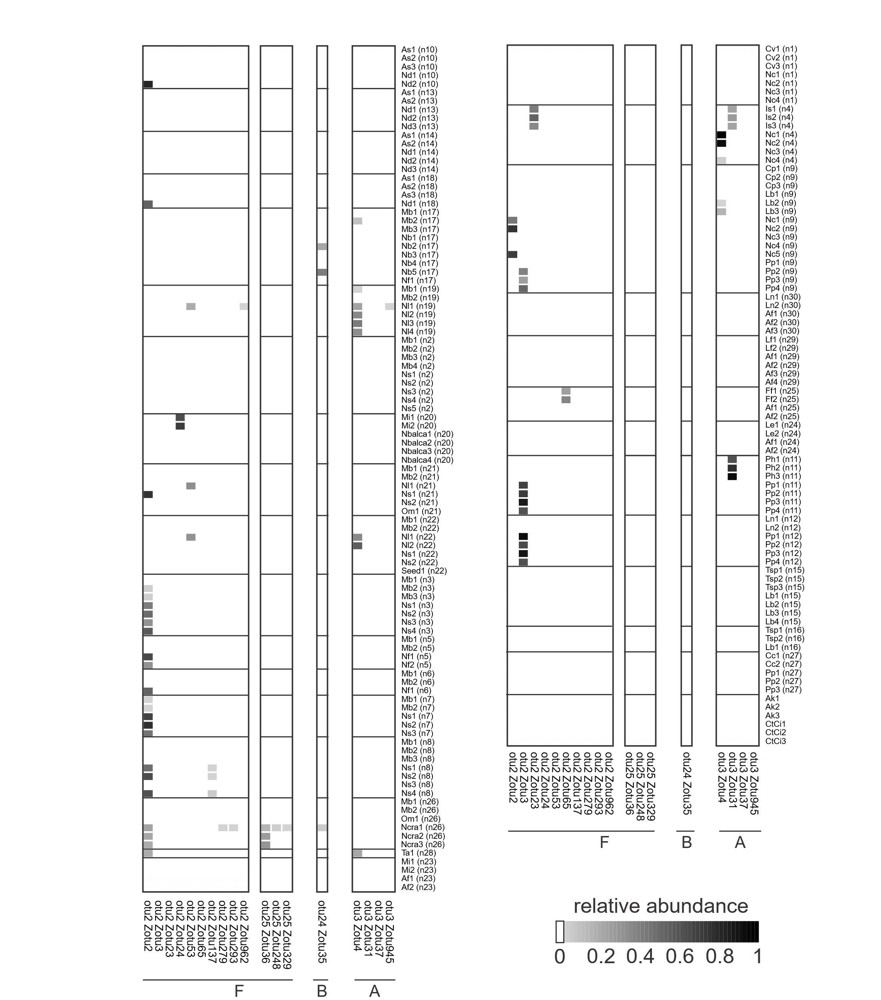 As1 (n10)
As2 (n10)
As3 (n10)
Nd1 (n10)
Nd2 (n10)
As1 (n13)
As2 (n13)
Nd1 (n13)
Nd2 (n13)
Nd3 (n13)
As1 (n14)
As2 (n14)
Nd1 (n14)
Nd2 (n14)
Nd3 (n14)
As1 (n18)
As2 (n18)
As3 (n18)
Nd1 (n18)
Mb1 (n17)
Mb2 (n17)
Mb3 (n17)
Nb1 (n17)
Nb2 (n17)
Nb3 (n17)
Nb4 (n17)
Nb5 (n17)
Nf1 (n17)
Mb1 (n19)
Mb2 (n19)
Nl1 (n19)
Nl2 (n19)
Nl3 (n19)
Nl4 (n19)
Mb1 (n2)
Mb2 (n2)
Mb3 (n2)
Mb4 (n2)
Ns1 (n2)
Ns2 (n2)
Ns3 (n2)
Ns4 (n2)
Ns5 (n2)
Mi1 (n20)
Mi2 (n20)
Nbalca1 (n20)
Nbalca2 (n20)
Nbalca3 (n20)
Nbalca4 (n20)
Mb1 (n21)
Mb2 (n21)
Nl1 (n21)
Ns1 (n21)
Ns2 (n21)
Om1 (n21)
Mb1 (n22)
Mb2 (n22)
Nl1 (n22)
Nl2 (n22)
Ns1 (n22)
Ns2 (n22)
Seed1 (n22)
Mb1 (n3)
Mb2 (n3)
Mb3 (n3)
Ns1 (n3)
Ns2 (n3)
Ns3 (n3)
Ns4 (n3)
Mb1 (n5)
Mb2 (n5)
Nf1 (n5)
Nf2 (n5)
Mb1 (n6)
Mb2 (n6)
Nf1 (n6)
Mb1 (n7)
Mb2 (n7)
Ns1 (n7)
Ns2 (n7)
Ns3 (n7)
Mb1 (n8)
Mb2 (n8)
Mb3 (n8)
Ns1 (n8)
Ns2 (n8)
Ns3 (n8)
Ns4 (n8)
Mb1 (n26)
Mb2 (n26)
Om1 (n26)
Ncra1 (n26)
Ncra2 (n26)
Ncra3 (n26)
Ta1 (n28)
Mi1 (n23)
Mi2 (n23)
Af1 (n23)
Af2 (n23)
otu2 Zotu2
otu2 Zotu3
otu2 Zotu23
otu2 Zotu24
otu2 Zotu53
otu2 Zotu65
otu2 Zotu137
otu2 Zotu279
otu2 Zotu293
otu2 Zotu962
otu25 Zotu36
otu25 Zotu248
otu25 Zotu329
otu24 Zotu35
otu3 Zotu4
otu3 Zotu31
otu3 Zotu37
otu3 Zotu945
F
B
A
Cv1 (n1)
Cv2 (n1)
Cv3 (n1)
Nc1 (n1)
Nc2 (n1)
Nc3 (n1)
Nc4 (n1)
Is1 (n4)
Is2 (n4)
Is3 (n4)
Nc1 (n4)
Nc2 (n4)
Nc3 (n4)
Nc4 (n4)
Cp1 (n9)
Cp2 (n9)
Cp3 (n9)
Lb1 (n9)
Lb2 (n9)
Lb3 (n9)
Nc1 (n9)
Nc2 (n9)
Nc3 (n9)
Nc4 (n9)
Nc5 (n9)
Pp1 (n9)
Pp2 (n9)
Pp3 (n9)
Pp4 (n9)
Ln1 (n30)
Ln2 (n30)
Af1 (n30)
Af2 (n30)
Af3 (n30)
Lf1 (n29)
Lf2 (n29)
Af1 (n29)
Af2 (n29)
Af3 (n29)
Af4 (n29)
Ff1 (n25)
Ff2 (n25)
Af1 (n25)
Af2 (n25)
Le1 (n24)
Le2 (n24)
Af1 (n24)
Af2 (n24)
Ph1 (n11)
Ph2 (n11)
Ph3 (n11)
Pp1 (n11)
Pp2 (n11)
Pp3 (n11)
Pp4 (n11)
Ln1 (n12)
Ln2 (n12)
Pp1 (n12)
Pp2 (n12)
Pp3 (n12)
Pp4 (n12)
Tsp1 (n15)
Tsp2 (n15)
Tsp3 (n15)
Lb1 (n15)
Lb2 (n15)
Lb3 (n15)
Lb4 (n15)
Tsp1 (n16)
Tsp2 (n16)
Lb1 (n16)
Cc1 (n27)
Cc2 (n27)
Pp1 (n27)
Pp2 (n27)
Pp3 (n27)
Ak1
Ak2
Ak3
CtCi1
CtCi2
CtCi3
otu2 Zotu2
otu2 Zotu3
otu2 Zotu23
otu2 Zotu24
otu2 Zotu53
otu2 Zotu65
otu2 Zotu137
otu2 Zotu279
otu2 Zotu293
otu2 Zotu962
otu25 Zotu36
otu25 Zotu248
otu25 Zotu329
otu24 Zotu35
otu3 Zotu4
otu3 Zotu31
otu3 Zotu37
otu3 Zotu945
F
B
A
relative abundance
0 0.2 0.4 0.6 0.8 1